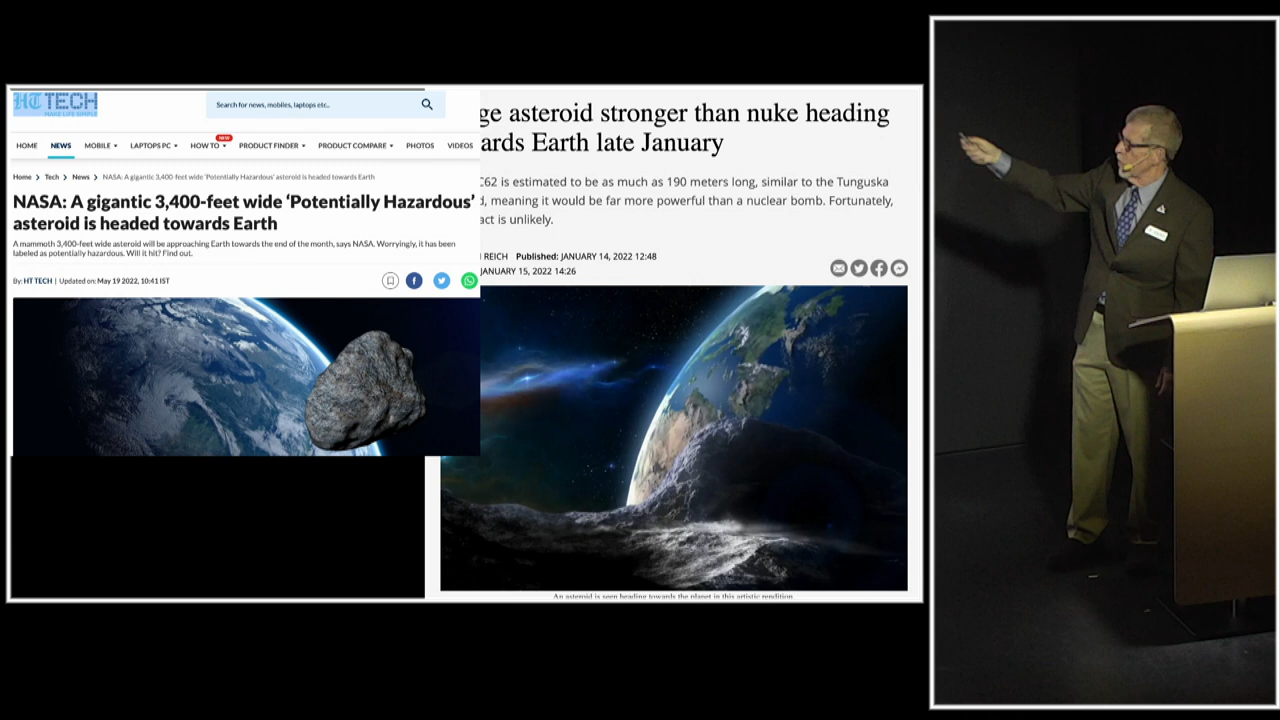 HT TECH
MAKE LIFE SIMPLE
Search for news, mobiles, laptops etc..
HOME NEWS MOBILE LAPTOPS PC HOW TO NEW PRODUCT FINDER PRODUCT COMPARE PHOTOS VIDEOS
Home > Tech > News > NASA: A gigantic 3,400-feet wide 'Potentially Hazardous' asteroid is headed towards Earth
NASA: A gigantic 3,400-feet wide ‘Potentially Hazardous’
asteroid is headed towards Earth
A mammoth 3,400-feet wide asteroid will be approaching Earth towards the end of the month, says NASA. Worryingly, it has been
labeled as potentially hazardous. Will it hit? Find out.
By: HT TECH | Updated on: May 19 2022, 10:41 IST
ge asteroid stronger than nuke heading
ards Earth late January
C62 is estimated to be as much as 190 meters long, similar to the Tunguska
d, meaning it would be far more powerful than a nuclear bomb. Fortunately,
act is unlikely.
REICH Published: JANUARY 14, 2022 12:48
JANUARY 15, 2022 14:26
An asteroid is seen heading towards the planet in this artistic rendition.